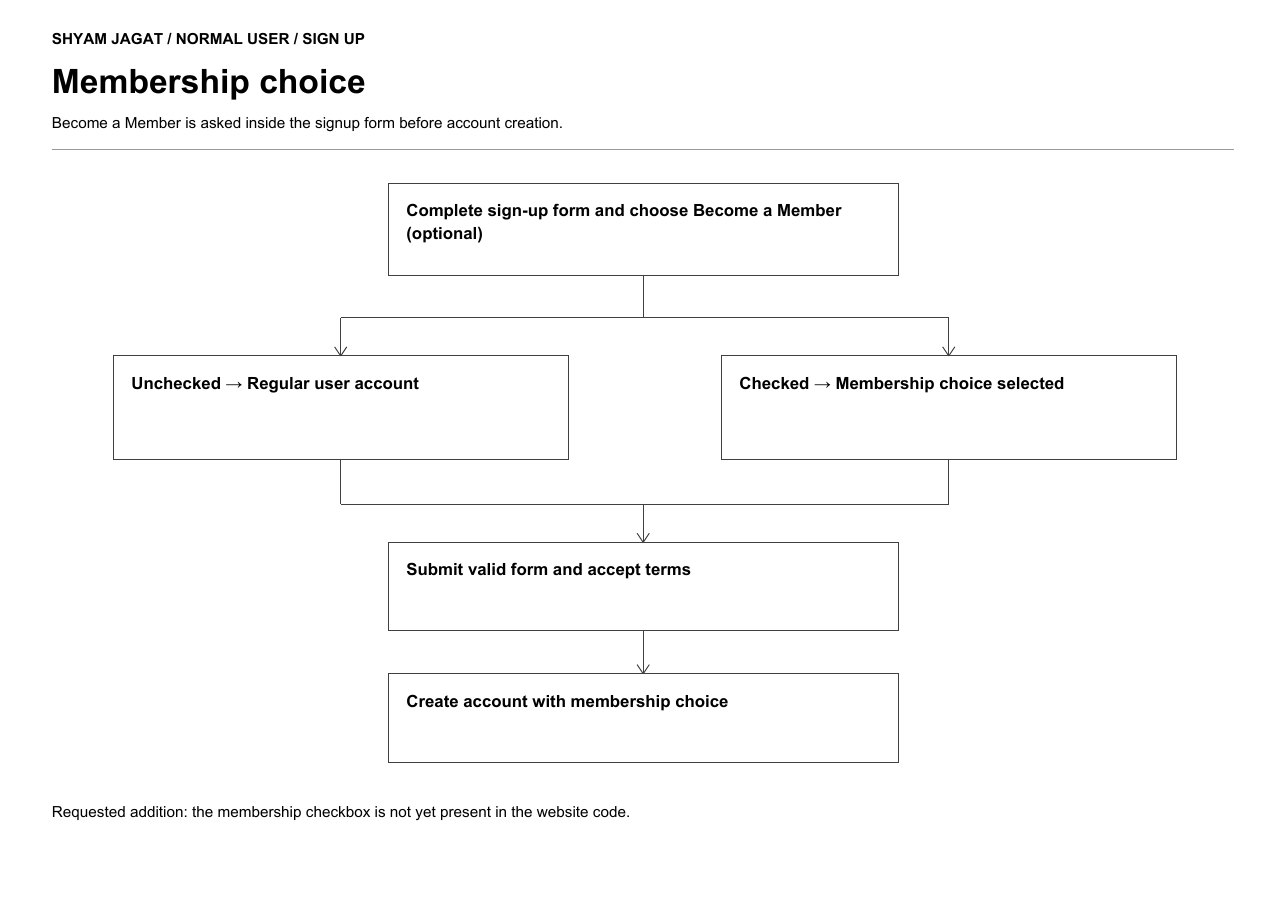 SHYAM JAGAT / NORMAL USER / SIGN UP
Membership choice
Become a Member is asked inside the signup form before account creation.
Complete sign-up form and choose Become a Member
(optional)
Unchecked → Regular user account
Checked → Membership choice selected
Submit valid form and accept terms
Create account with membership choice
Requested addition: the membership checkbox is not yet present in the website code.